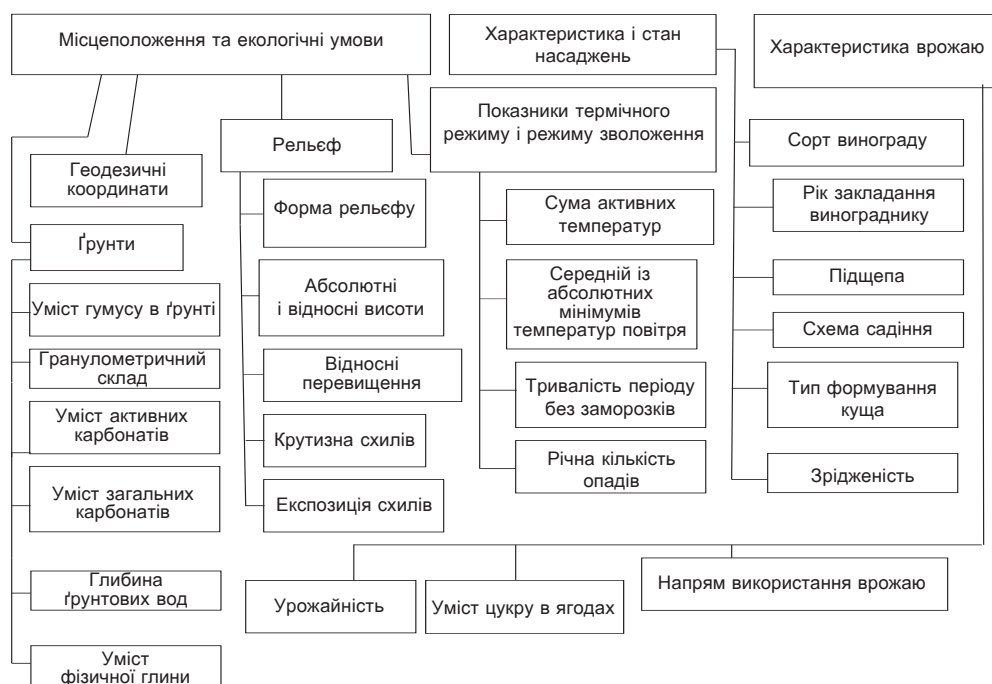 Місцеположення та екологічні умови
Характеристика і стан
насаджень
Характеристика врожаю
Геодезичні
координати
Ґрунти
Уміст гумусу в ґрунті
Гранулометричний
склад
Уміст активних
карбонатів
Уміст загальних
карбонатів
Глибина
ґрунтових вод
Уміст
фізичної глини
Рельєф
Форма рельєфу
Абсолютні
і відносні висоти
Відносні
перевищення
Крутизна схилів
Експозиція схилів
Показники термічного
режиму і режиму зволоження
Сума активних
температур
Середній із
абсолютних
мінімумів
температур повітря
Тривалість періоду
без заморозків
Річна кількість
опадів
Сорт винограду
Рік закладання
винограднику
Підщепа
Схема садіння
Тип формування
куща
Зрідженість
Урожайність
Уміст цукру в ягодах
Напрям використання врожаю